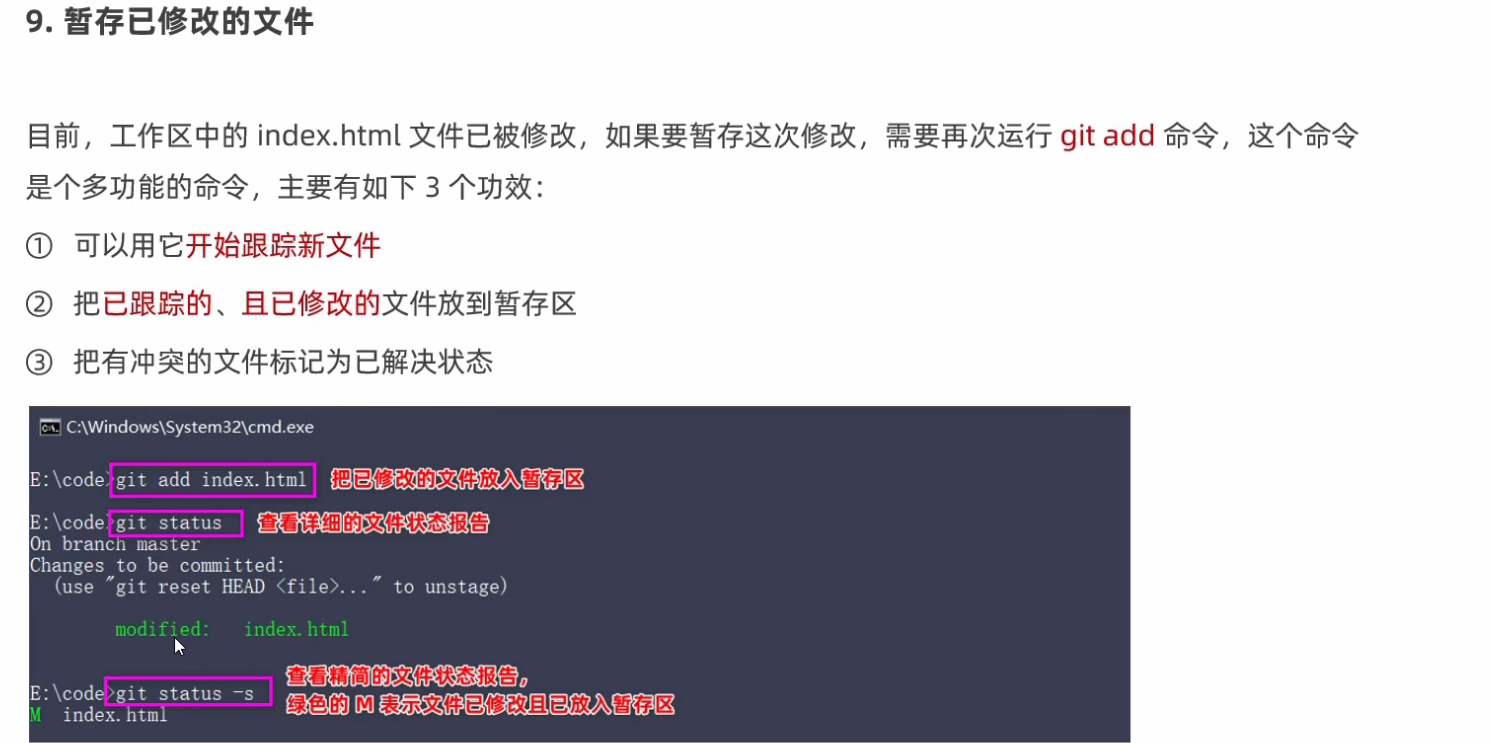 9. 暂存已修改的文件
目前，工作区中的 index.html 文件已被修改，如果要暂存这次修改，需要再次运行 git add 命令，这个命令
是个多功能的命令，主要有如下 3 个功效：
① 可以用它开始跟踪新文件
② 把已跟踪的、且已修改的文件放到暂存区
③ 把有冲突的文件标记为已解决状态
C:\Windows\System32\cmd.exe
E:\code>git add index.html 把已修改的文件放入暂存区
E:\code>git status 查看详细的文件状态报告
On branch master
Changes to be committed:
(use "git reset HEAD <file>..." to unstage)
modified: index.html
查看精简的文件状态报告，
E:\code>git status -s 绿色的 M 表示文件已修改且已放入暂存区
M index.html